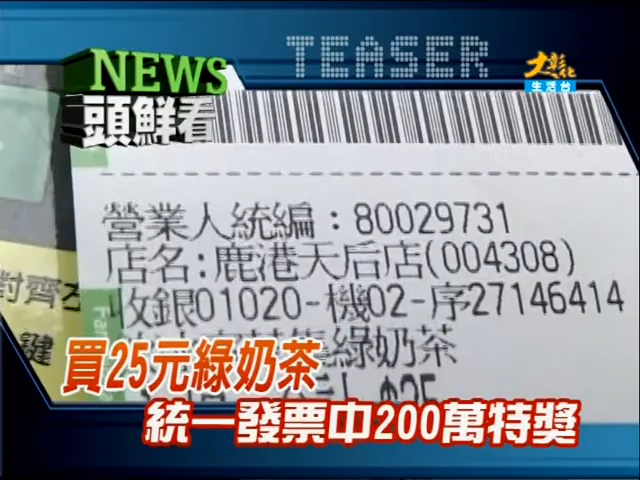 TEASER
NEWS
頭鮮看
大彰化
生活台
營業人統編：80029731
店名:鹿港天后店(004308)
收銀01020-機02-序27146414
對齊
鍵
綠奶茶
買25元綠奶茶
統一發票中200萬特獎